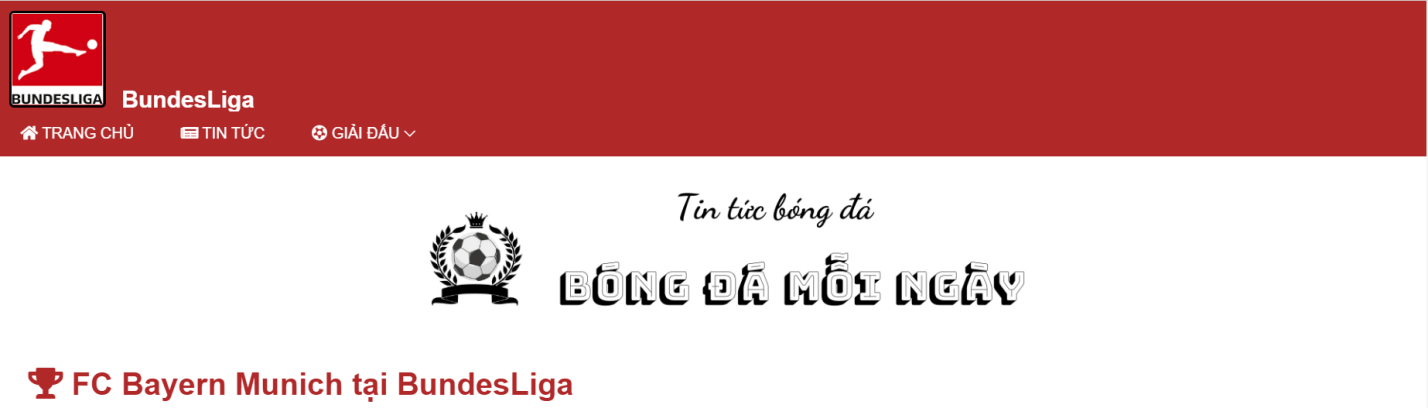 BUNDESLIGA
BundesLiga
TRANG CHỦ TIN TỨC GIẢI ĐẤU
Tin tức bóng đá
BÓNG ĐÁ MỖI NGÀY
FC Bayern Munich tại BundesLiga